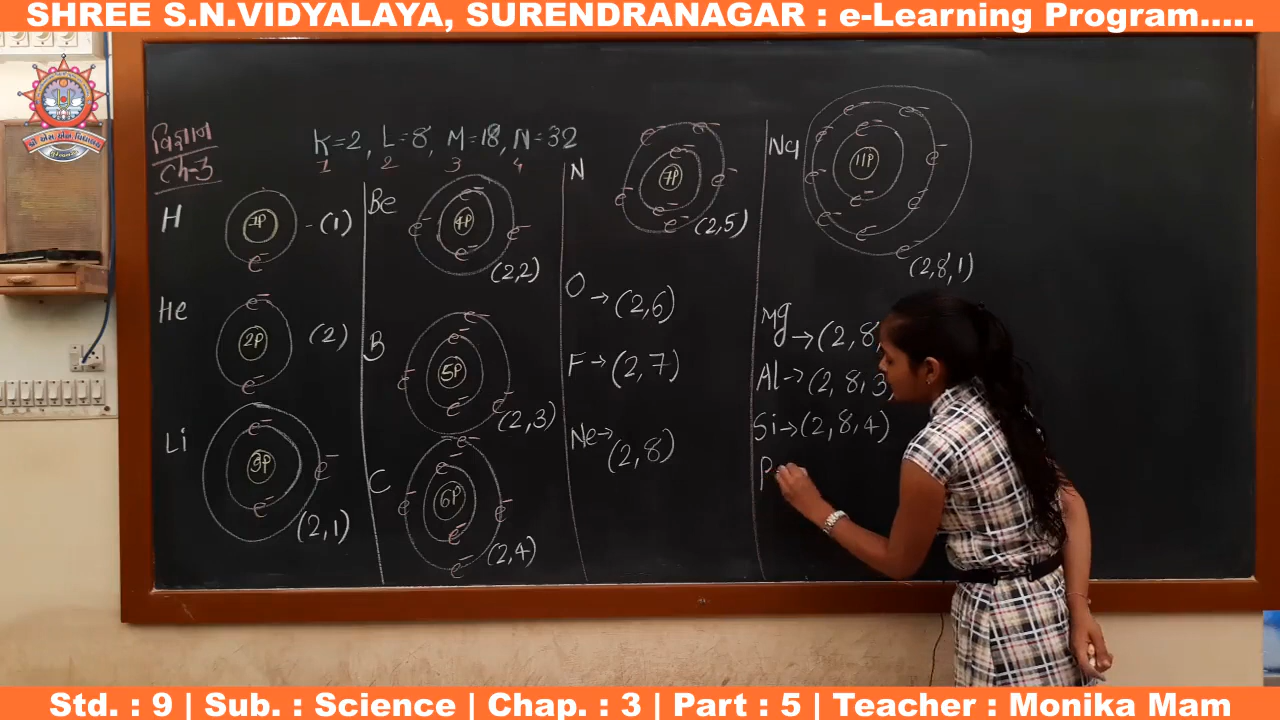 SHREE S.N.VIDYALAYA, SURENDRANAGAR : e-Learning Program.....
विज्ञान
Ch-3
K=2, L=8, M=18, N=32
1 2 3 4
H
1P
e-
-(1)
He
e-
2P
e-
(2)
Li
e-
3P
e-
e-
(2,1)
Be
e-
e- 4P e-
e-
(2,2)
B
e-
e-
5P
e-
e- e-
(2,3)
C
e-
e-
6P
e- e-
e-
e-
(2,4)
N
e- e-
e-
7P
e- e-
e-
e-
(2,5)
O → (2,6)
F → (2,7)
Ne → (2,8)
Na
e- e-
e- e-
11P
e- e-
e-
e- e-
e-
e-
(2,8,1)
Mg → (2,8,
Al → (2,8,3
Si → (2,8,4)
P
Std. : 9 | Sub. : Science | Chap. : 3 | Part : 5 | Teacher : Monika Mam